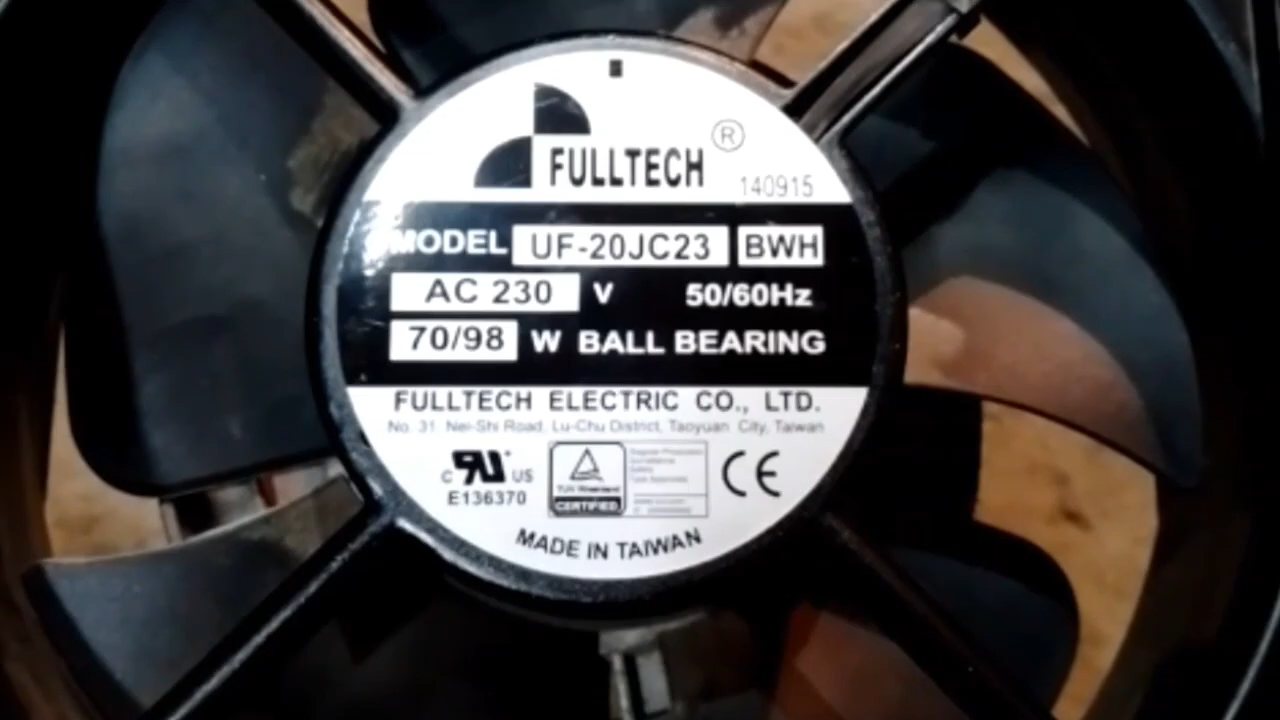 FULLTECH ®
140915
MODEL UF-20JC23 BWH
AC 230 V 50/60Hz
70/98 W BALL BEARING
FULLTECH ELECTRIC CO., LTD.
No. 31 Nei-Shi Road, Lu-Chu District, Taoyuan City, Taiwan
c RU US
E136370
TÜV Rheinland
CERTIFIED
CE
MADE IN TAIWAN